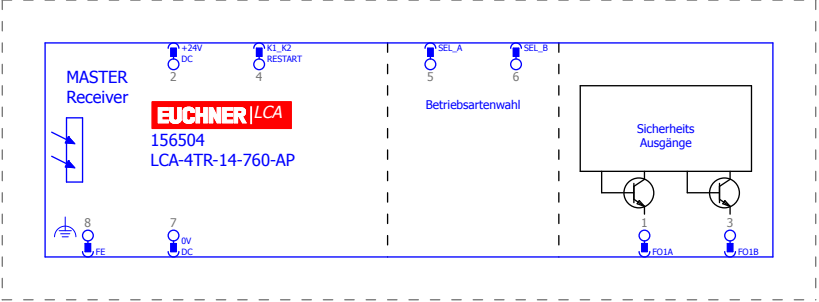 +24V
DC
2
K1_K2
RESTART
4
SEL_A
5
SEL_B
6
MASTER
Receiver
EUCHNER LCA
156504
LCA-4TR-14-760-AP
Betriebsartenwahl
Sicherheits
Ausgänge
8
FE
7
0V
DC
1
FO1A
3
FO1B